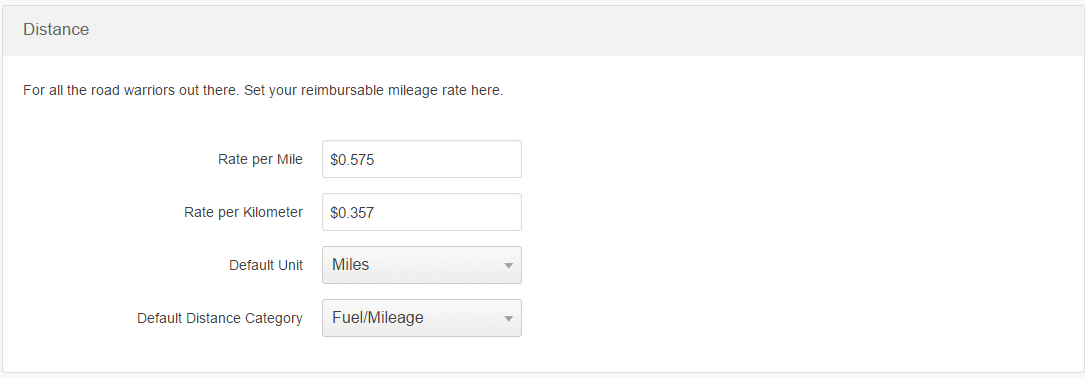 Distance
For all the road warriors out there. Set your reimbursable mileage rate here.
Rate per Mile $0.575
Rate per Kilometer $0.357
Default Unit Miles
Default Distance Category Fuel/Mileage